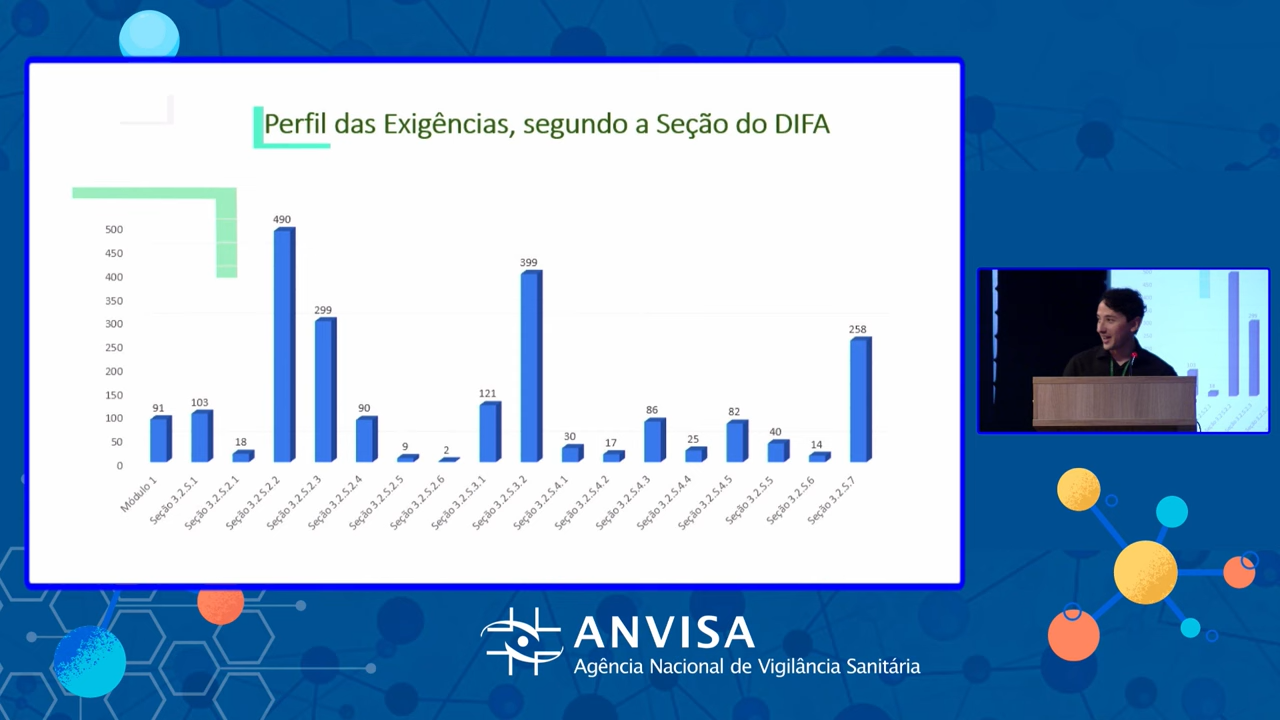 Perfil das Exigências, segundo a Seção do DIFA
500
450
400
350
300
250
200
150
100
50
0
91
103
18
490
299
90
9
2
121
399
30
17
86
25
82
40
14
258
Módulo 1
Seção 3.2.S.1
Seção 3.2.S.2.1
Seção 3.2.S.2.2
Seção 3.2.S.2.3
Seção 3.2.S.2.4
Seção 3.2.S.2.5
Seção 3.2.S.2.6
Seção 3.2.S.3.1
Seção 3.2.S.3.2
Seção 3.2.S.4.1
Seção 3.2.S.4.2
Seção 3.2.S.4.3
Seção 3.2.S.4.4
Seção 3.2.S.4.5
Seção 3.2.S.5
Seção 3.2.S.6
Seção 3.2.S.7
ANVISA
Agência Nacional de Vigilância Sanitária